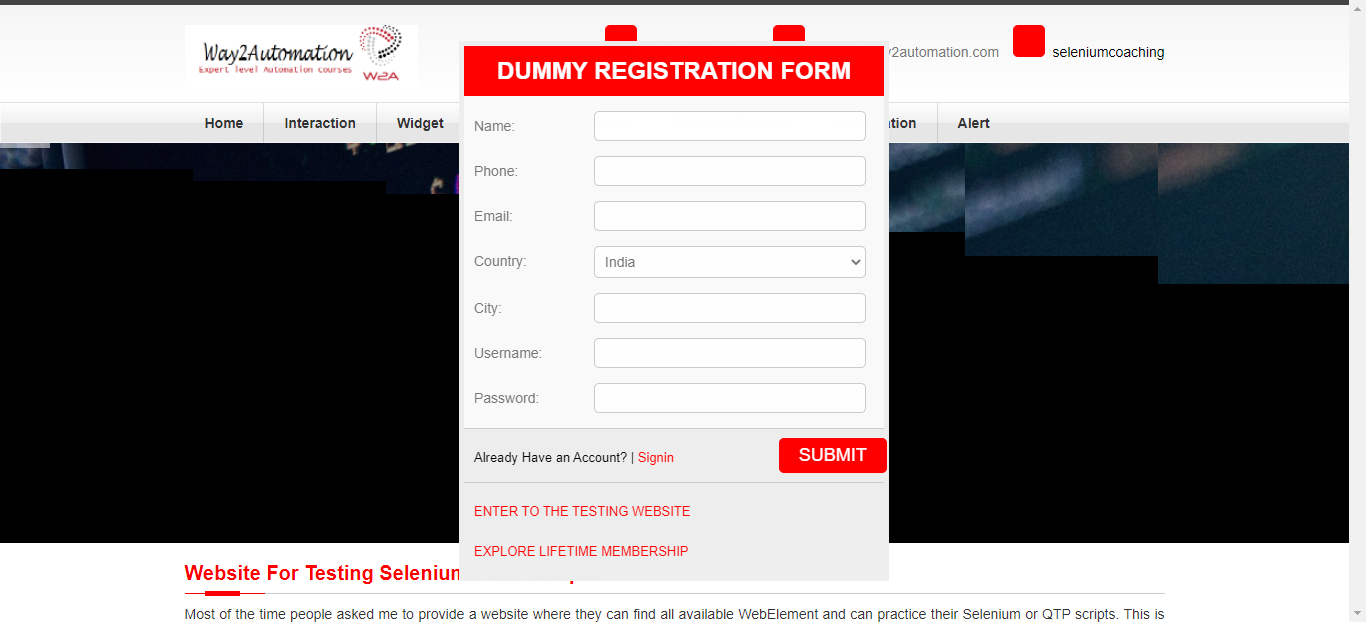 Way2Automation
Expert level Automation courses
W2A
2automation.com
seleniumcoaching
Home
Interaction
Widget
Alert
DUMMY REGISTRATION FORM
Name:
Phone:
Email:
Country:
India
City:
Username:
Password:
Already Have an Account? | Signin
SUBMIT
ENTER TO THE TESTING WEBSITE
EXPLORE LIFETIME MEMBERSHIP
Website For Testing Selenium
Most of the time people asked me to provide a website where they can find all available WebElement and can practice their Selenium or QTP scripts. This is